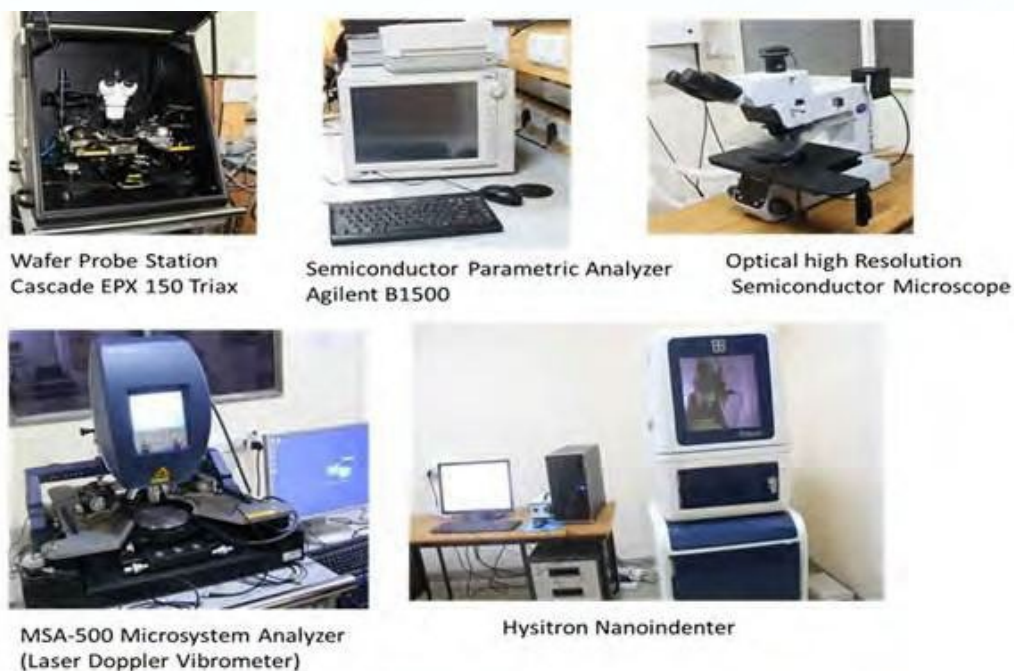 Wafer Probe Station
Cascade EPX 150 Triax
Semiconductor Parametric Analyzer
Agilent B1500
Optical high Resolution
Semiconductor Microscope
MSA-500 Microsystem Analyzer
(Laser Doppler Vibrometer)
Hysitron Nanoindenter